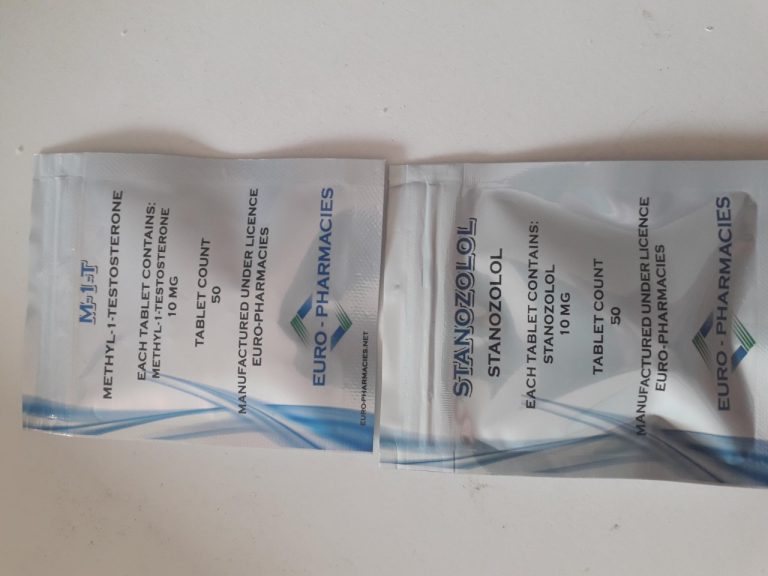 M-1-T
METHYL-1-TESTOSTERONE
EACH TABLET CONTAINS:
METHYL-1-TESTOSTERONE
10 MG
TABLET COUNT
50
MANUFACTURED UNDER LICENCE
EURO-PHARMACIES
EURO - PHARMACIES
EURO-PHARMACIES.NET
STANOZOLOL
STANOZOLOL
EACH TABLET CONTAINS:
STANOZOLOL
10 MG
TABLET COUNT
50
MANUFACTURED UNDER LICENCE
EURO-PHARMACIES
EURO - PHARMACIES